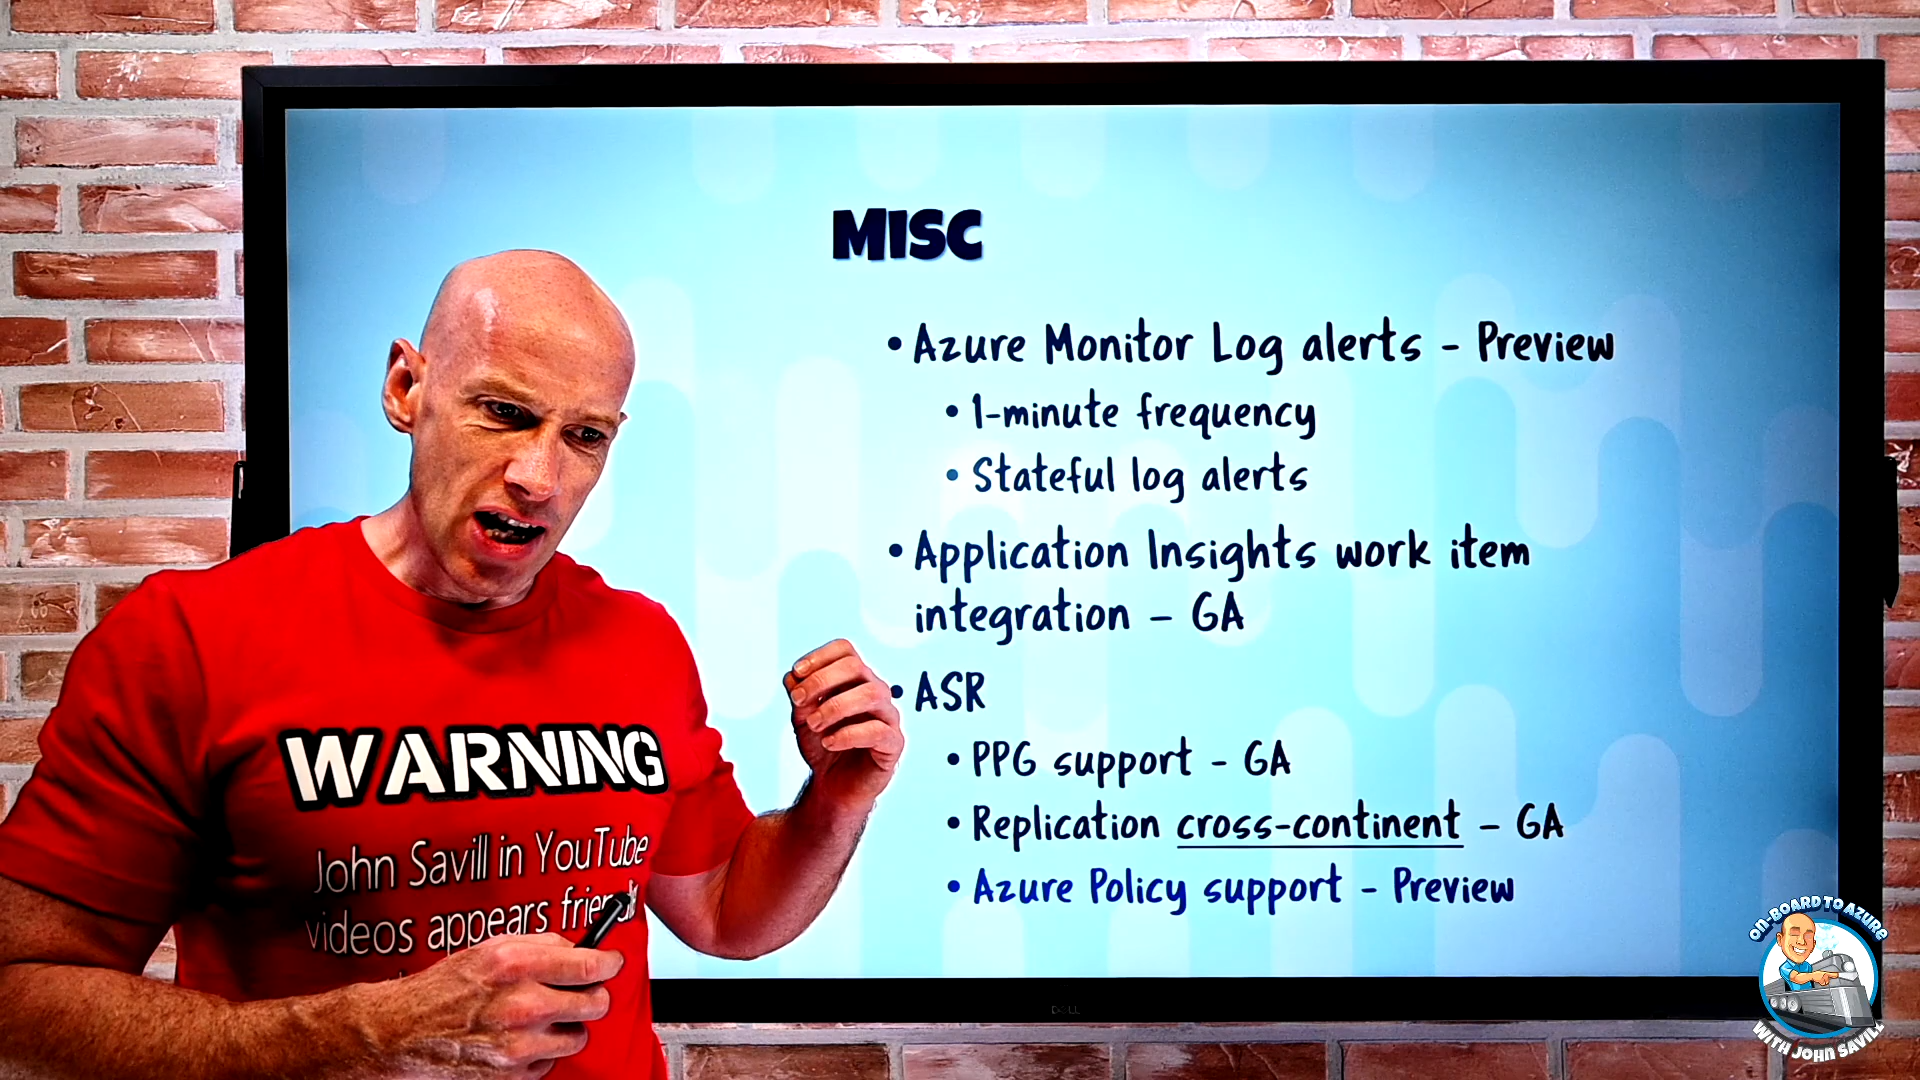 MISC
• Azure Monitor Log alerts - Preview
• 1-minute frequency
• Stateful log alerts
• Application Insights work item
integration – GA
• ASR
• PPG support - GA
• Replication cross-continent – GA
• Azure Policy support - Preview
WARNING
John Savill in YouTube
videos appears
DELL
ON-BOARD TO AZURE
WITH JOHN SAVILL